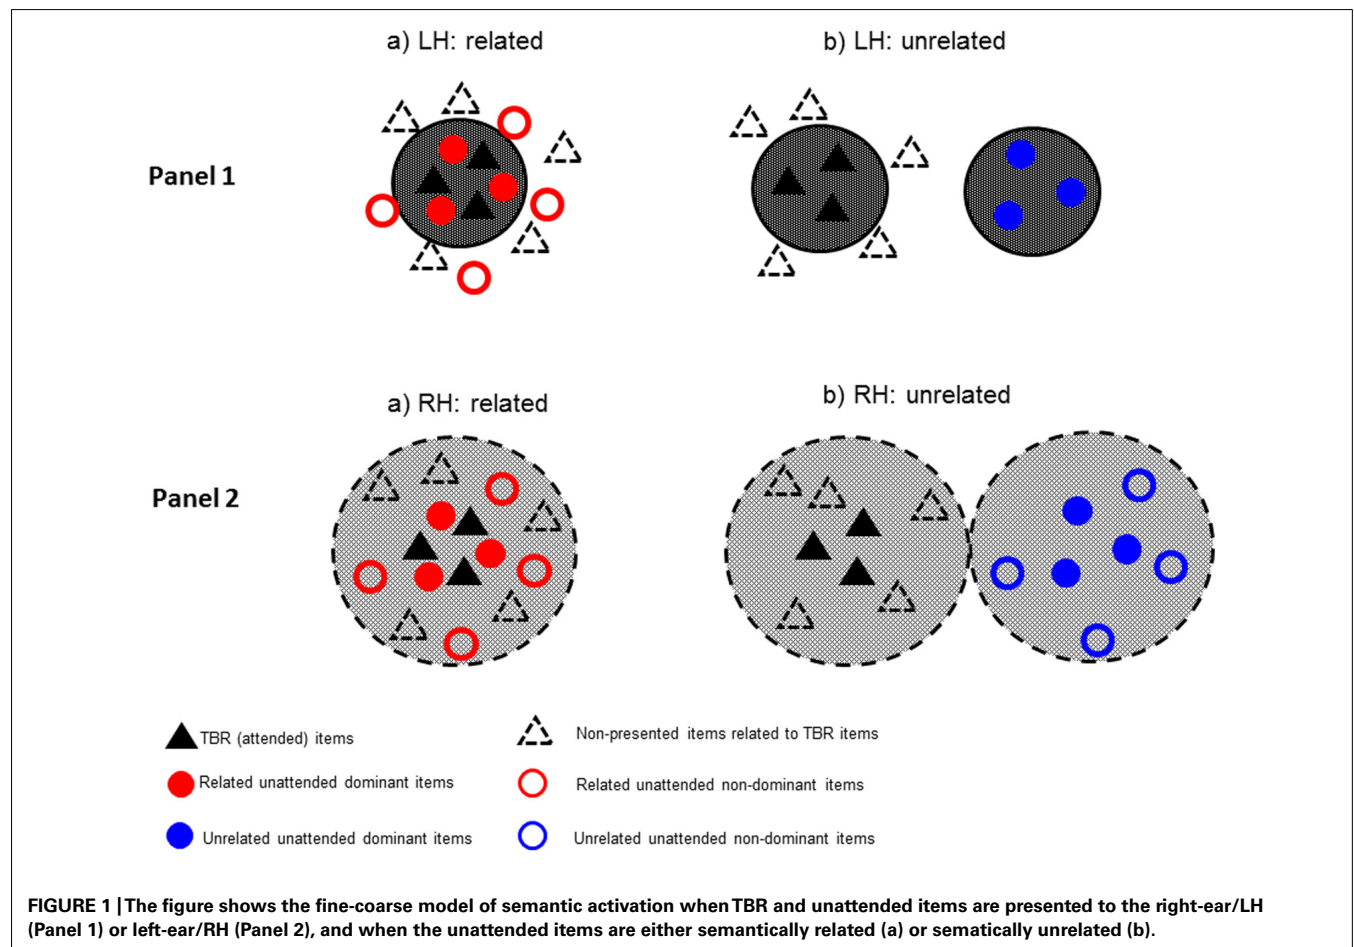 a) LH: related
b) LH: unrelated
Panel 1
a) RH: related
b) RH: unrelated
Panel 2
TBR (attended) items
Non-presented items related to TBR items
Related unattended dominant items
Related unattended non-dominant items
Unrelated unattended dominant items
Unrelated unattended non-dominant items
FIGURE 1 | The figure shows the fine-coarse model of semantic activation when TBR and unattended items are presented to the right-ear/LH
(Panel 1) or left-ear/RH (Panel 2), and when the unattended items are either semantically related (a) or sematically unrelated (b).